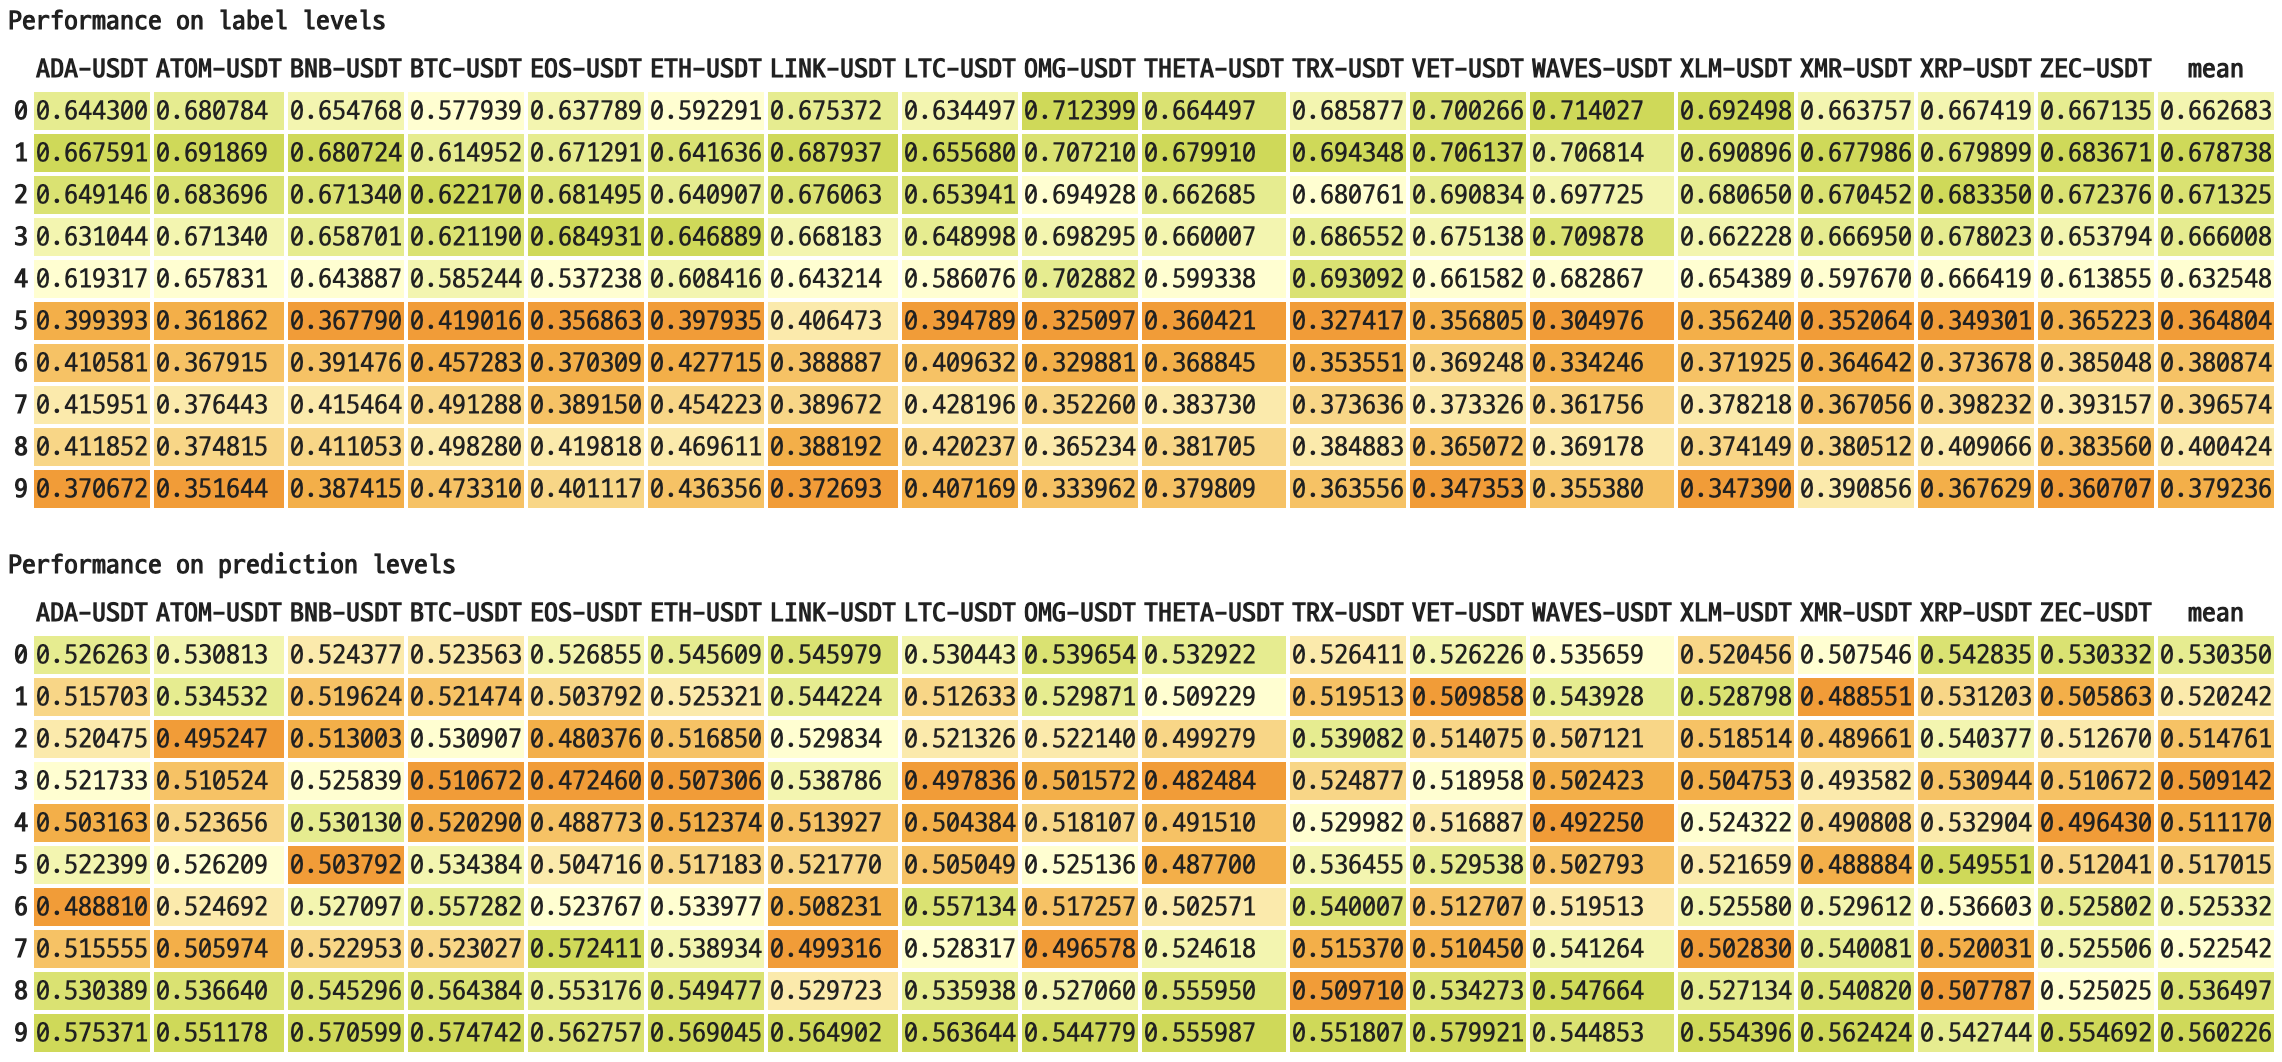 Performance on label levels
ADA-USDT ATOM-USDT BNB-USDT BTC-USDT EOS-USDT ETH-USDT LINK-USDT LTC-USDT OMG-USDT THETA-USDT TRX-USDT VET-USDT WAVES-USDT XLM-USDT XMR-USDT XRP-USDT ZEC-USDT mean
0 0.644300 0.680784 0.654768 0.577939 0.637789 0.592291 0.675372 0.634497 0.712399 0.664497 0.685877 0.700266 0.714027 0.692498 0.663757 0.667419 0.667135 0.662683
1 0.667591 0.691869 0.680724 0.614952 0.671291 0.641636 0.687937 0.655680 0.707210 0.679910 0.694348 0.706137 0.706814 0.690896 0.677986 0.679899 0.683671 0.678738
2 0.649146 0.683696 0.671340 0.622170 0.681495 0.640907 0.676063 0.653941 0.694928 0.662685 0.680761 0.690834 0.697725 0.680650 0.670452 0.683350 0.672376 0.671325
3 0.631044 0.671340 0.658701 0.621190 0.684931 0.646889 0.668183 0.648998 0.698295 0.660007 0.686552 0.675138 0.709878 0.662228 0.666950 0.678023 0.653794 0.666008
4 0.619317 0.657831 0.643887 0.585244 0.537238 0.608416 0.643214 0.586076 0.702882 0.599338 0.693092 0.661582 0.682867 0.654389 0.597670 0.666419 0.613855 0.632548
5 0.399393 0.361862 0.367790 0.419016 0.356863 0.397935 0.406473 0.394789 0.325097 0.360421 0.327417 0.356805 0.304976 0.356240 0.352064 0.349301 0.365223 0.364804
6 0.410581 0.367915 0.391476 0.457283 0.370309 0.427715 0.388887 0.409632 0.329881 0.368845 0.353551 0.369248 0.334246 0.371925 0.364642 0.373678 0.385048 0.380874
7 0.415951 0.376443 0.415464 0.491288 0.389150 0.454223 0.389672 0.428196 0.352260 0.383730 0.373636 0.373326 0.361756 0.378218 0.367056 0.398232 0.393157 0.396574
8 0.411852 0.374815 0.411053 0.498280 0.419818 0.469611 0.388192 0.420237 0.365234 0.381705 0.384883 0.365072 0.369178 0.374149 0.380512 0.409066 0.383560 0.400424
9 0.370672 0.351644 0.387415 0.473310 0.401117 0.436356 0.372693 0.407169 0.333962 0.379809 0.363556 0.347353 0.355380 0.347390 0.390856 0.367629 0.360707 0.379236
Performance on prediction levels
ADA-USDT ATOM-USDT BNB-USDT BTC-USDT EOS-USDT ETH-USDT LINK-USDT LTC-USDT OMG-USDT THETA-USDT TRX-USDT VET-USDT WAVES-USDT XLM-USDT XMR-USDT XRP-USDT ZEC-USDT mean
0 0.526263 0.530813 0.524377 0.523563 0.526855 0.545609 0.545979 0.530443 0.539654 0.532922 0.526411 0.526226 0.535659 0.520456 0.507546 0.542835 0.530332 0.530350
1 0.515703 0.534532 0.519624 0.521474 0.503792 0.525321 0.544224 0.512633 0.529871 0.509229 0.519513 0.509858 0.543928 0.528798 0.488551 0.531203 0.505863 0.520242
2 0.520475 0.495247 0.513003 0.530907 0.480376 0.516850 0.529834 0.521326 0.522140 0.499279 0.539082 0.514075 0.507121 0.518514 0.489661 0.540377 0.512670 0.514761
3 0.521733 0.510524 0.525839 0.510672 0.472460 0.507306 0.538786 0.497836 0.501572 0.482484 0.524877 0.518958 0.502423 0.504753 0.493582 0.530944 0.510672 0.509142
4 0.503163 0.523656 0.530130 0.520290 0.488773 0.512374 0.513927 0.504384 0.518107 0.491510 0.529982 0.516887 0.492250 0.524322 0.490808 0.532904 0.496430 0.511170
5 0.522399 0.526209 0.503792 0.534384 0.504716 0.517183 0.521770 0.505049 0.525136 0.487700 0.536455 0.529538 0.502793 0.521659 0.488884 0.549551 0.512041 0.517015
6 0.488810 0.524692 0.527097 0.557282 0.523767 0.533977 0.508231 0.557134 0.517257 0.502571 0.540007 0.512707 0.519513 0.525580 0.529612 0.536603 0.525802 0.525332
7 0.515555 0.505974 0.522953 0.523027 0.572411 0.538934 0.499316 0.528317 0.496578 0.524618 0.515370 0.510450 0.541264 0.502830 0.540081 0.520031 0.525506 0.522542
8 0.530389 0.536640 0.545296 0.564384 0.553176 0.549477 0.529723 0.535938 0.527060 0.555950 0.509710 0.534273 0.547664 0.527134 0.540820 0.507787 0.525025 0.536497
9 0.575371 0.551178 0.570599 0.574742 0.562757 0.569045 0.564902 0.563644 0.544779 0.555987 0.551807 0.579921 0.544853 0.554396 0.562424 0.542744 0.554692 0.560226